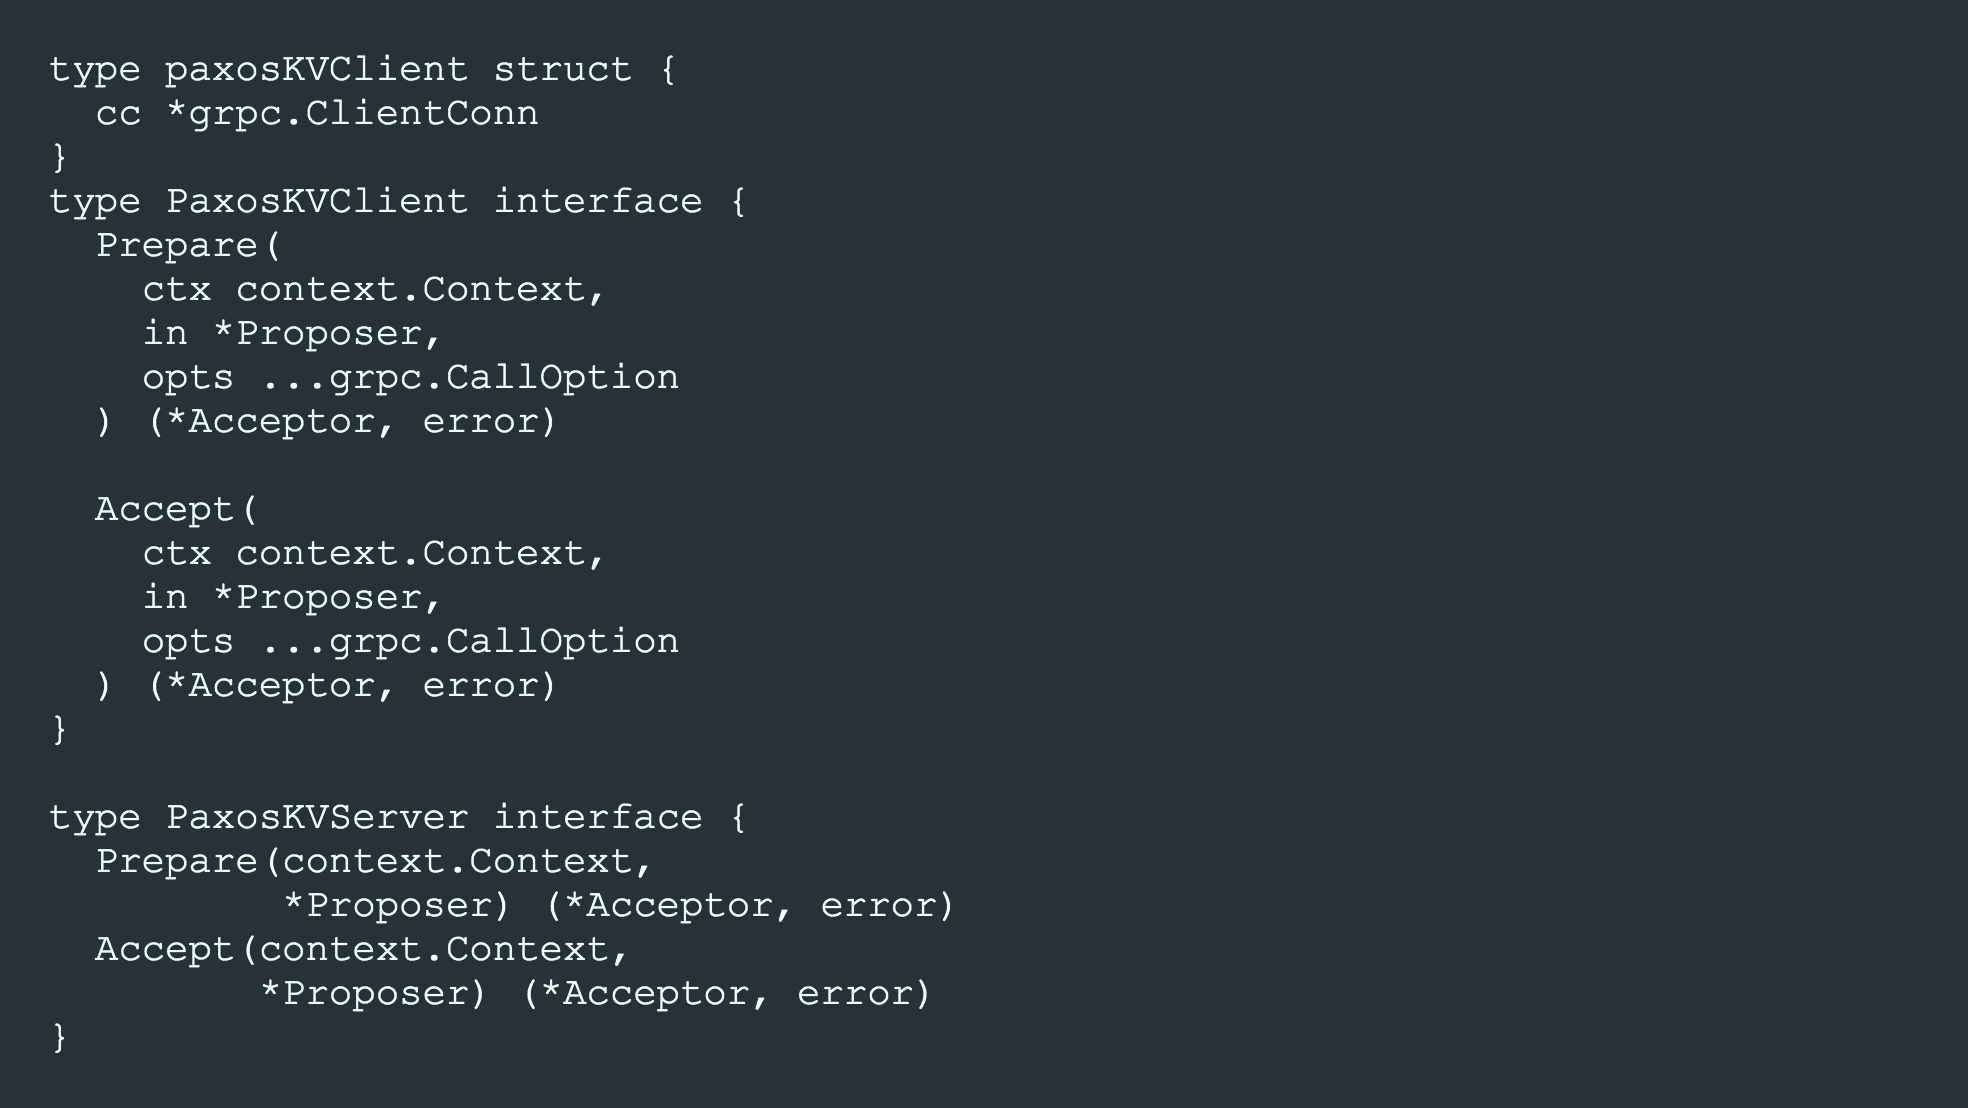 type paxosKVClient struct {
  cc *grpc.ClientConn
}
type PaxosKVClient interface {
  Prepare(
    ctx context.Context,
    in *Proposer,
    opts ...grpc.CallOption
  ) (*Acceptor, error)

  Accept(
    ctx context.Context,
    in *Proposer,
    opts ...grpc.CallOption
  ) (*Acceptor, error)
}

type PaxosKVServer interface {
  Prepare(context.Context,
          *Proposer) (*Acceptor, error)
  Accept(context.Context,
         *Proposer) (*Acceptor, error)
}